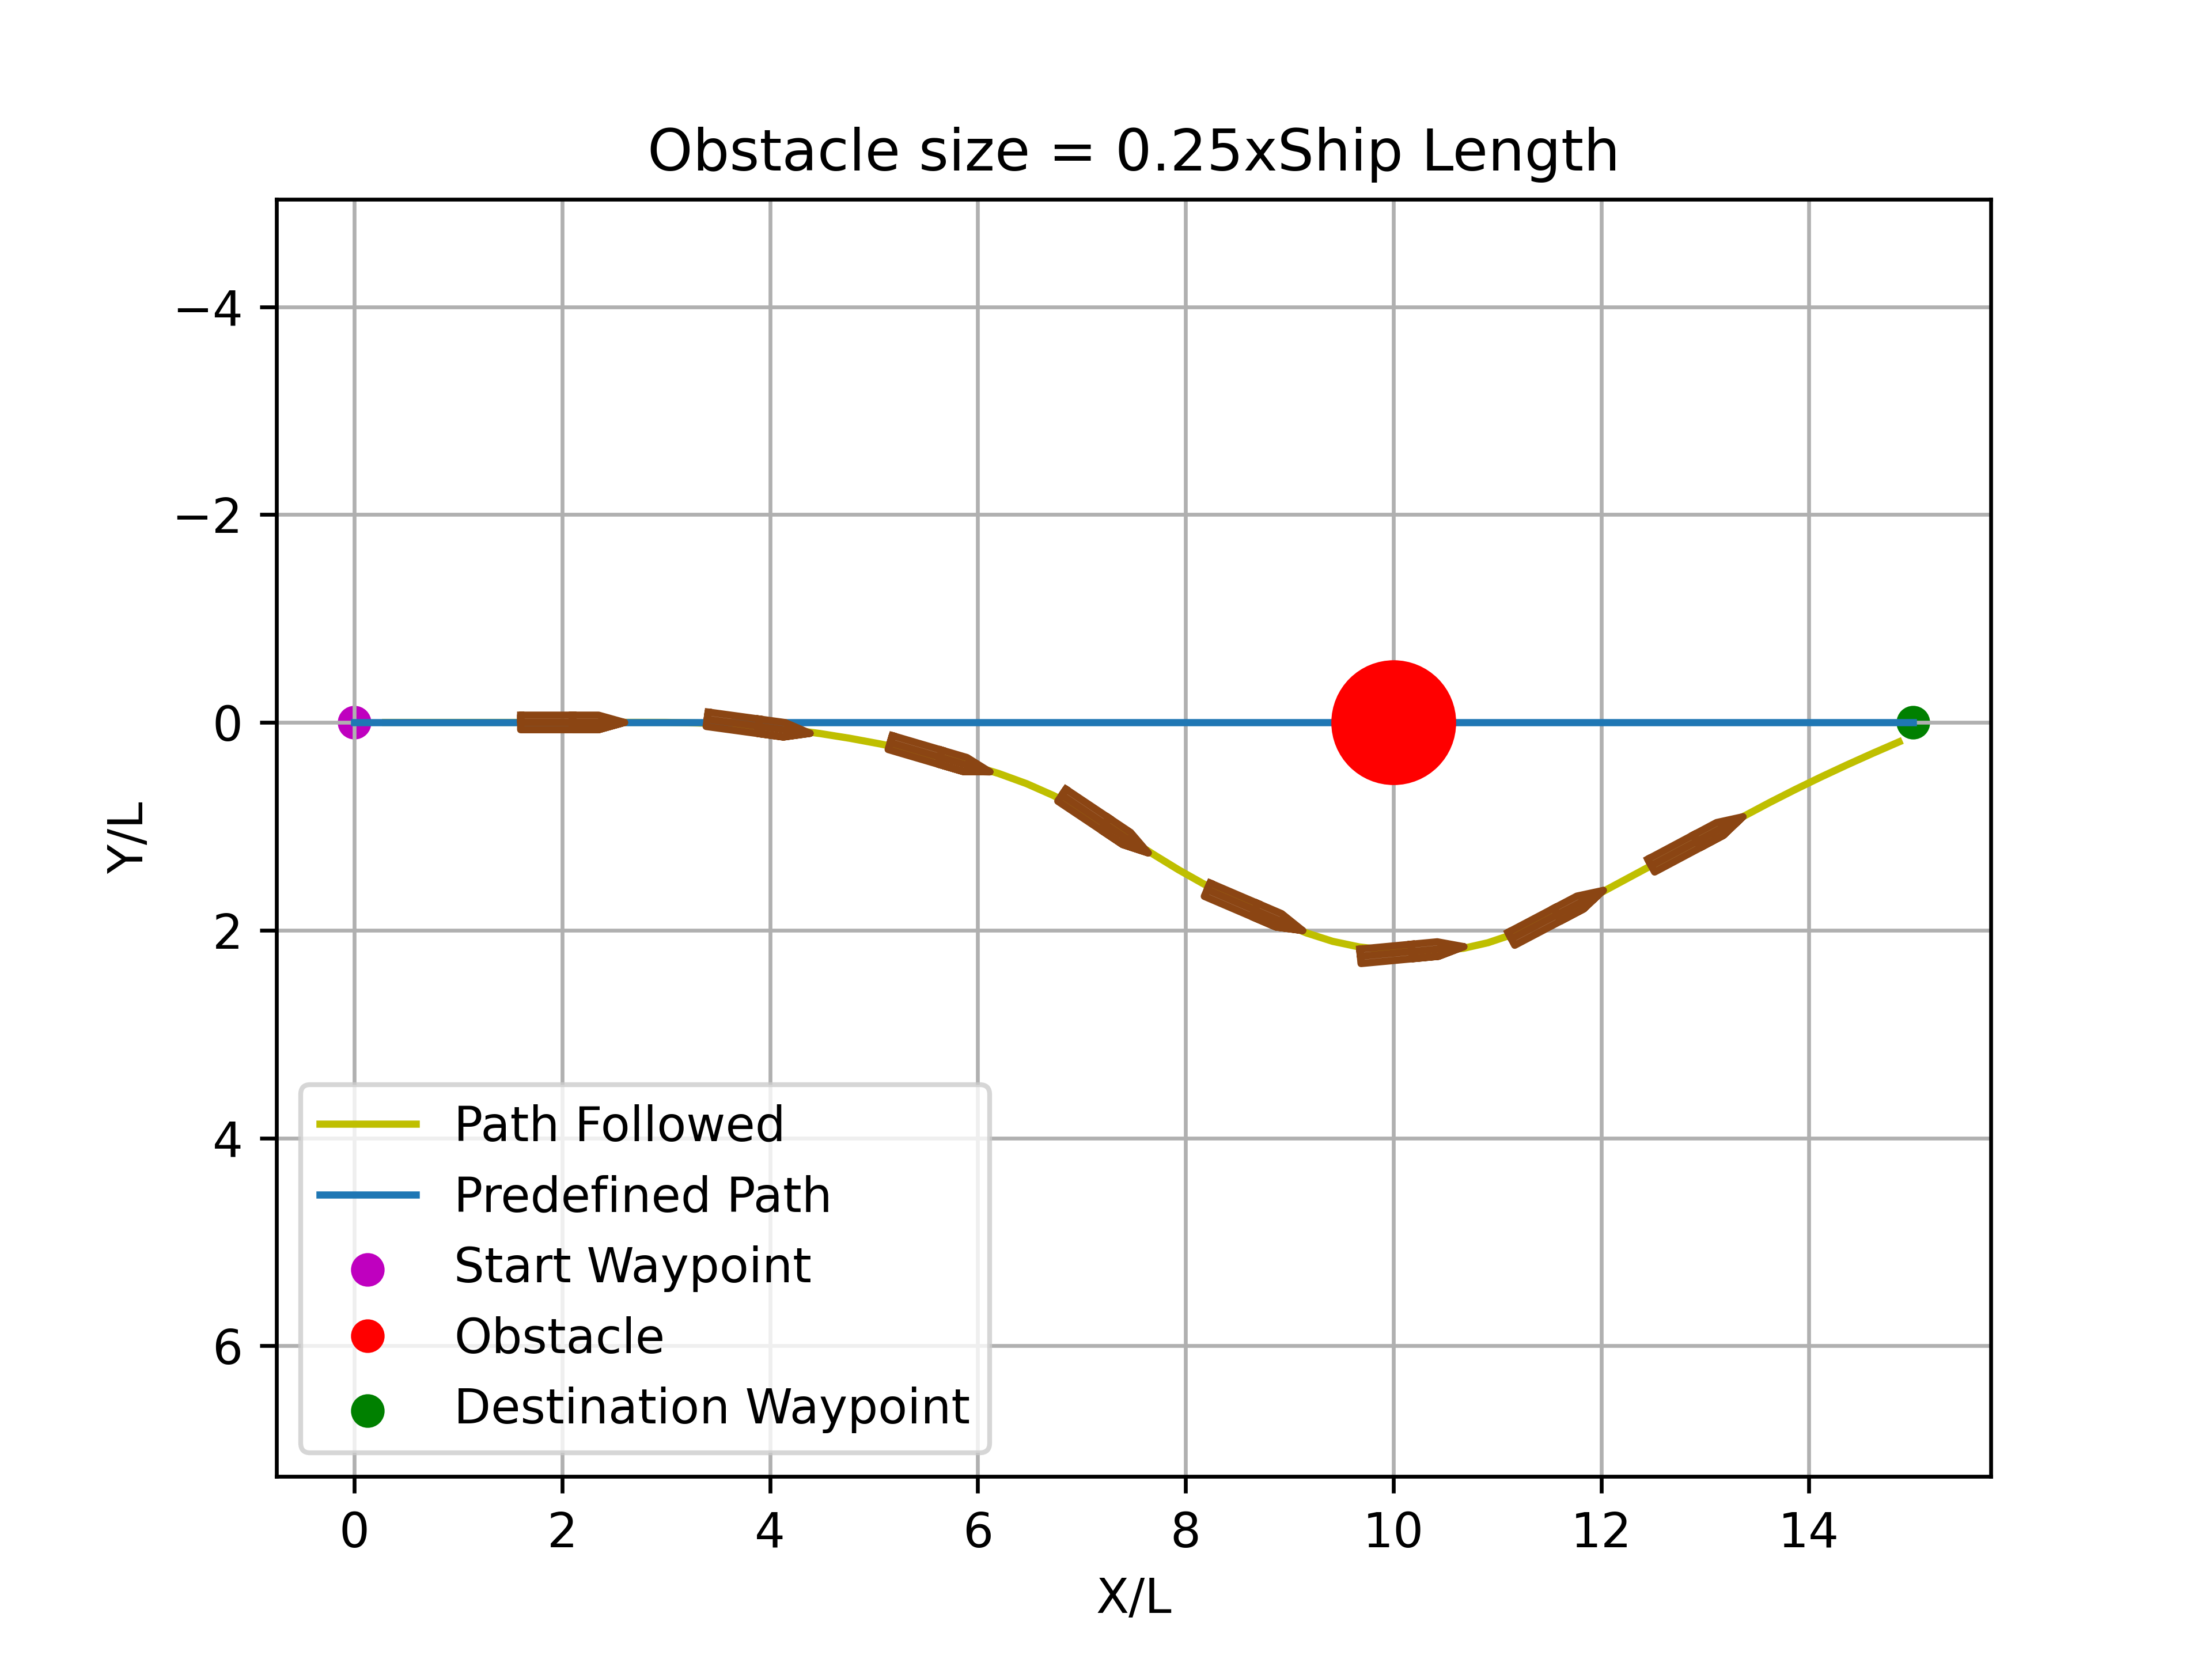 Obstacle size = 0.25xShip Length
−4
−2
0
2
4
6
Y/L
Path Followed
Predefined Path
Start Waypoint
Obstacle
Destination Waypoint
0 2 4 6 8 10 12 14
X/L